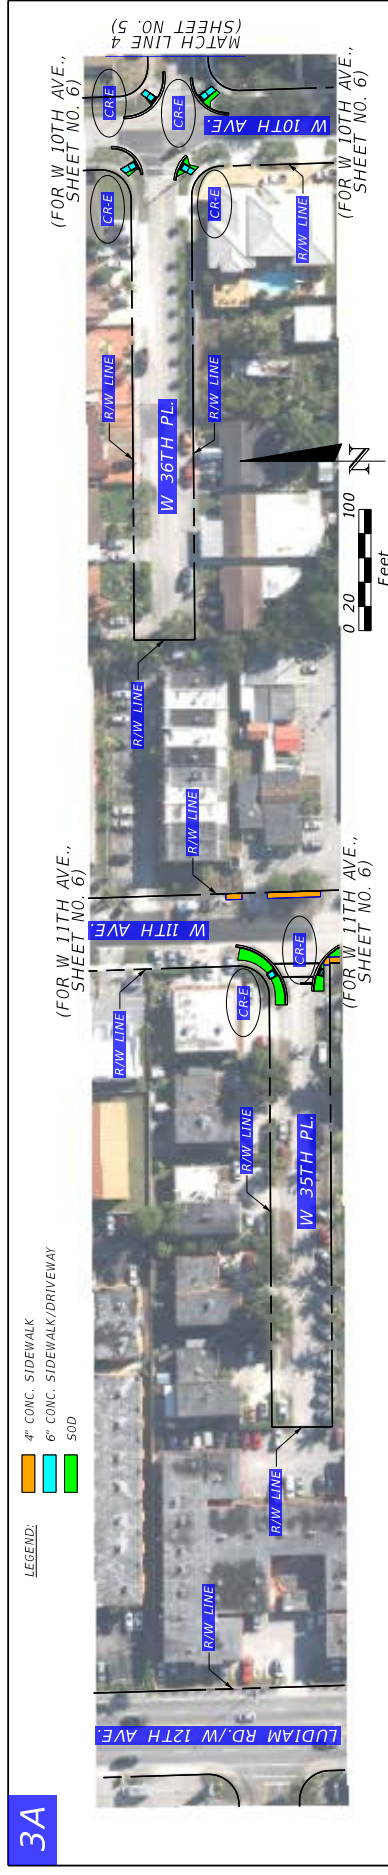 3A
LEGEND:
4" CONC. SIDEWALK
6" CONC. SIDEWALK/DRIVEWAY
SOD
LUDIAM RD./W 12TH AVE.
R/W LINE
R/W LINE
W 35TH PL.
R/W LINE
R/W LINE
CR-E
CR-E
(FOR W 11TH AVE.,
SHEET NO. 6)
W 11TH AVE.
(FOR W 11TH AVE.,
SHEET NO. 6)
R/W LINE
R/W LINE
0 20 100
Feet
N
R/W LINE
W 36TH PL.
R/W LINE
R/W LINE
CR-E
CR-E
CR-E
CR-E
(FOR W 10TH AVE.,
SHEET NO. 6)
W 10TH AVE.
(FOR W 10TH AVE.,
SHEET NO. 6)
MATCH LINE 4
(SHEET NO. 5)